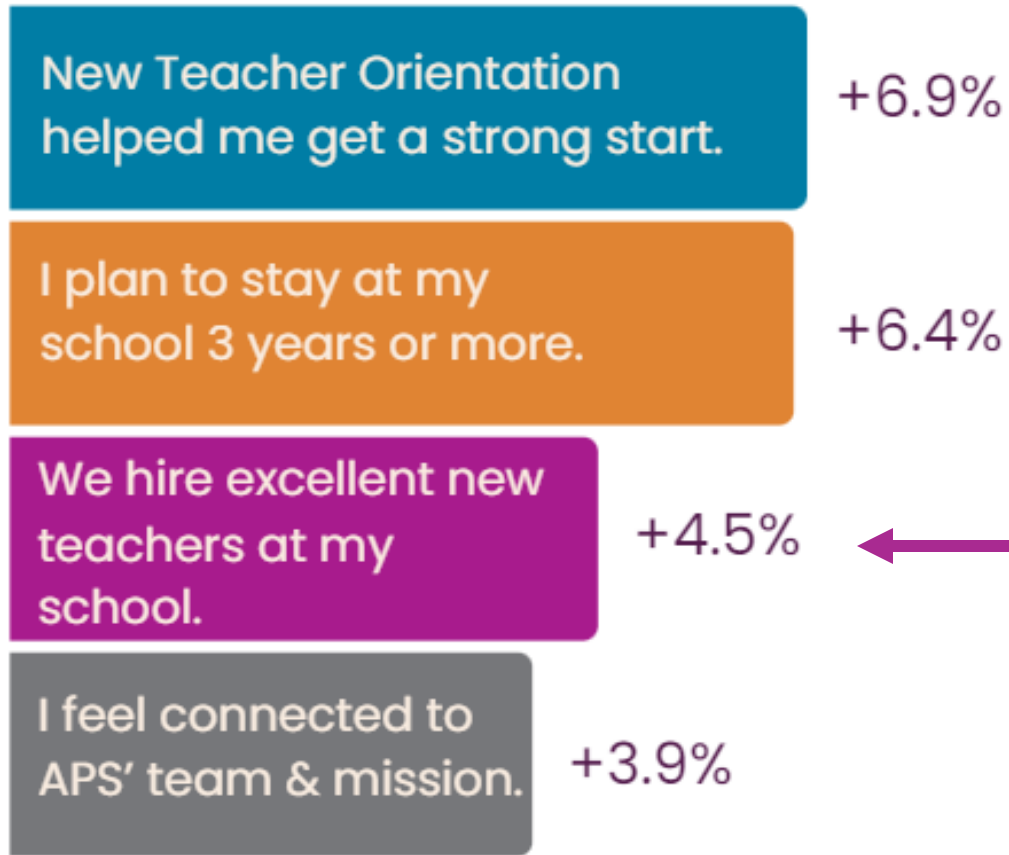 New Teacher Orientation
helped me get a strong start.
+6.9%
I plan to stay at my
school 3 years or more.
+6.4%
We hire excellent new
teachers at my
school.
+4.5%
I feel connected to
APS’ team & mission.
+3.9%